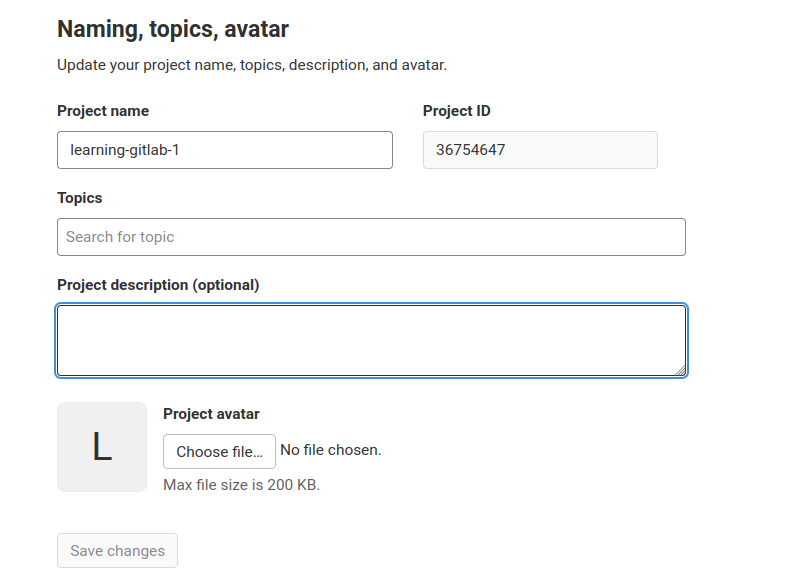 Naming, topics, avatar
Update your project name, topics, description, and avatar.
Project name
Project ID
learning-gitlab-1
36754647
Topics
Search for topic
Project description (optional)
L
Project avatar
Choose file… No file chosen.
Max file size is 200 KB.
Save changes